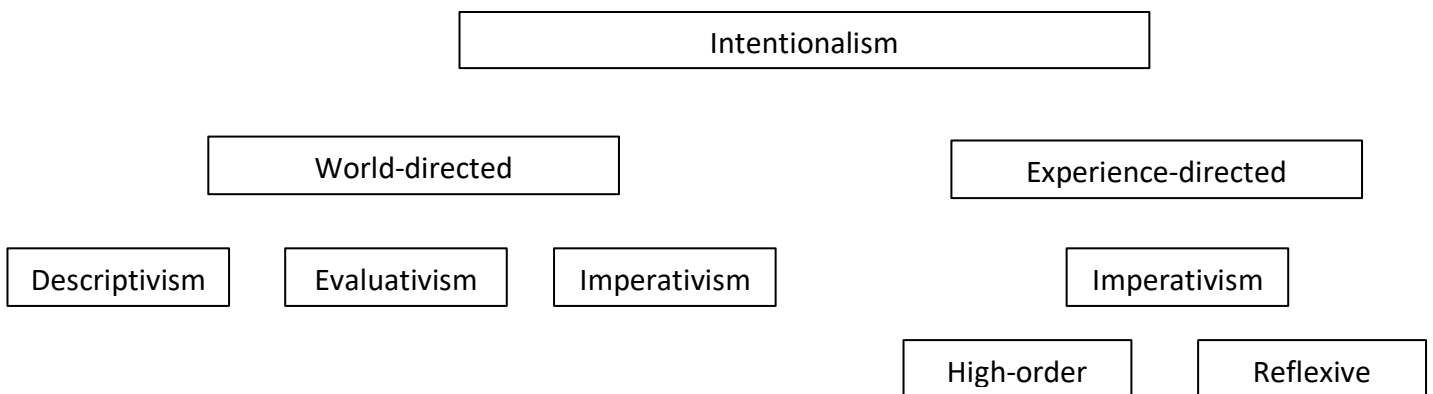 Intentionalism
World-directed
Experience-directed
Descriptivism
Evaluativism
Imperativism
Imperativism
High-order
Reflexive